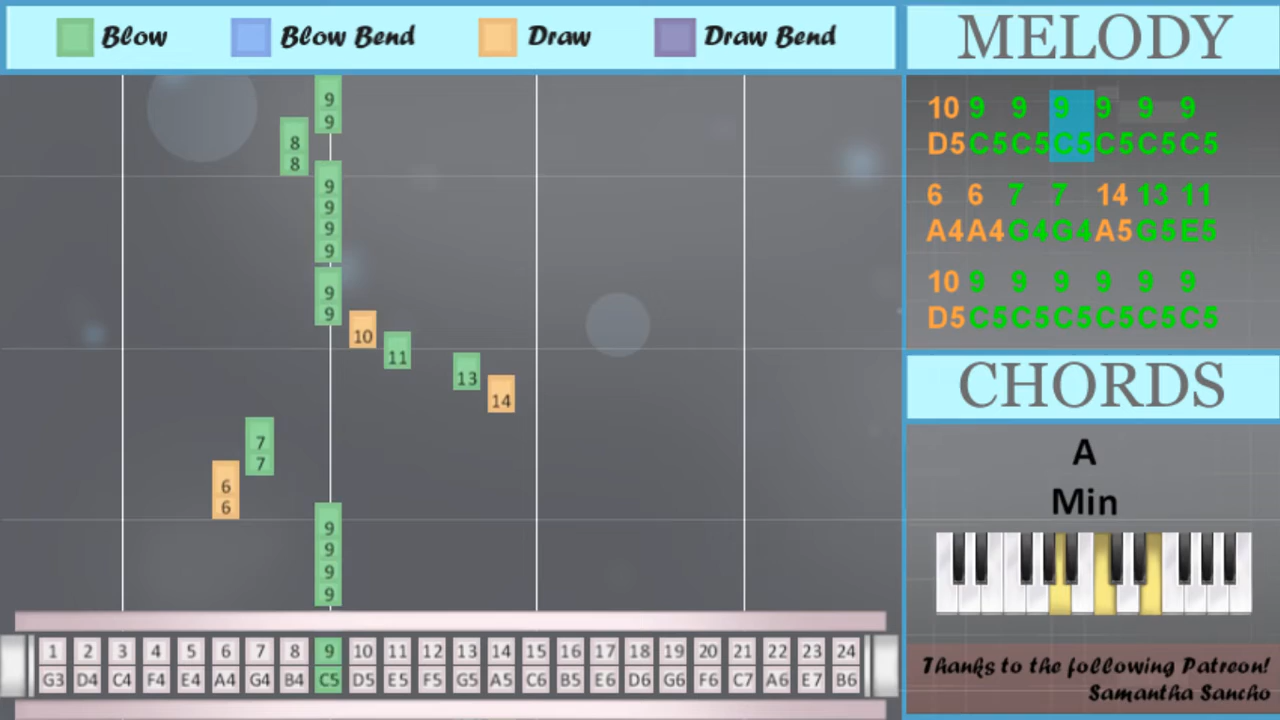 Blow Blow Bend Draw Draw Bend
MELODY
10 9 9 9 9 9 9
D5 C5 C5 C5 C5 C5 C5
6 6 7 7 14 13 11
A4 A4 G4 G4 A5 G5 E5
10 9 9 9 9 9 9
D5 C5 C5 C5 C5 C5 C5
CHORDS
A
Min
Thanks to the following Patreon!
Samantha Sancho
9
9
8
8
9
9
9
9
9
9
10
11
13
14
7
7
6
6
9
9
9
9
1 2 3 4 5 6 7 8 9 10 11 12 13 14 15 16 17 18 19 20 21 22 23 24
G3 D4 C4 F4 E4 A4 G4 B4 C5 D5 E5 F5 G5 A5 C6 B5 E6 D6 G6 F6 C7 A6 E7 B6